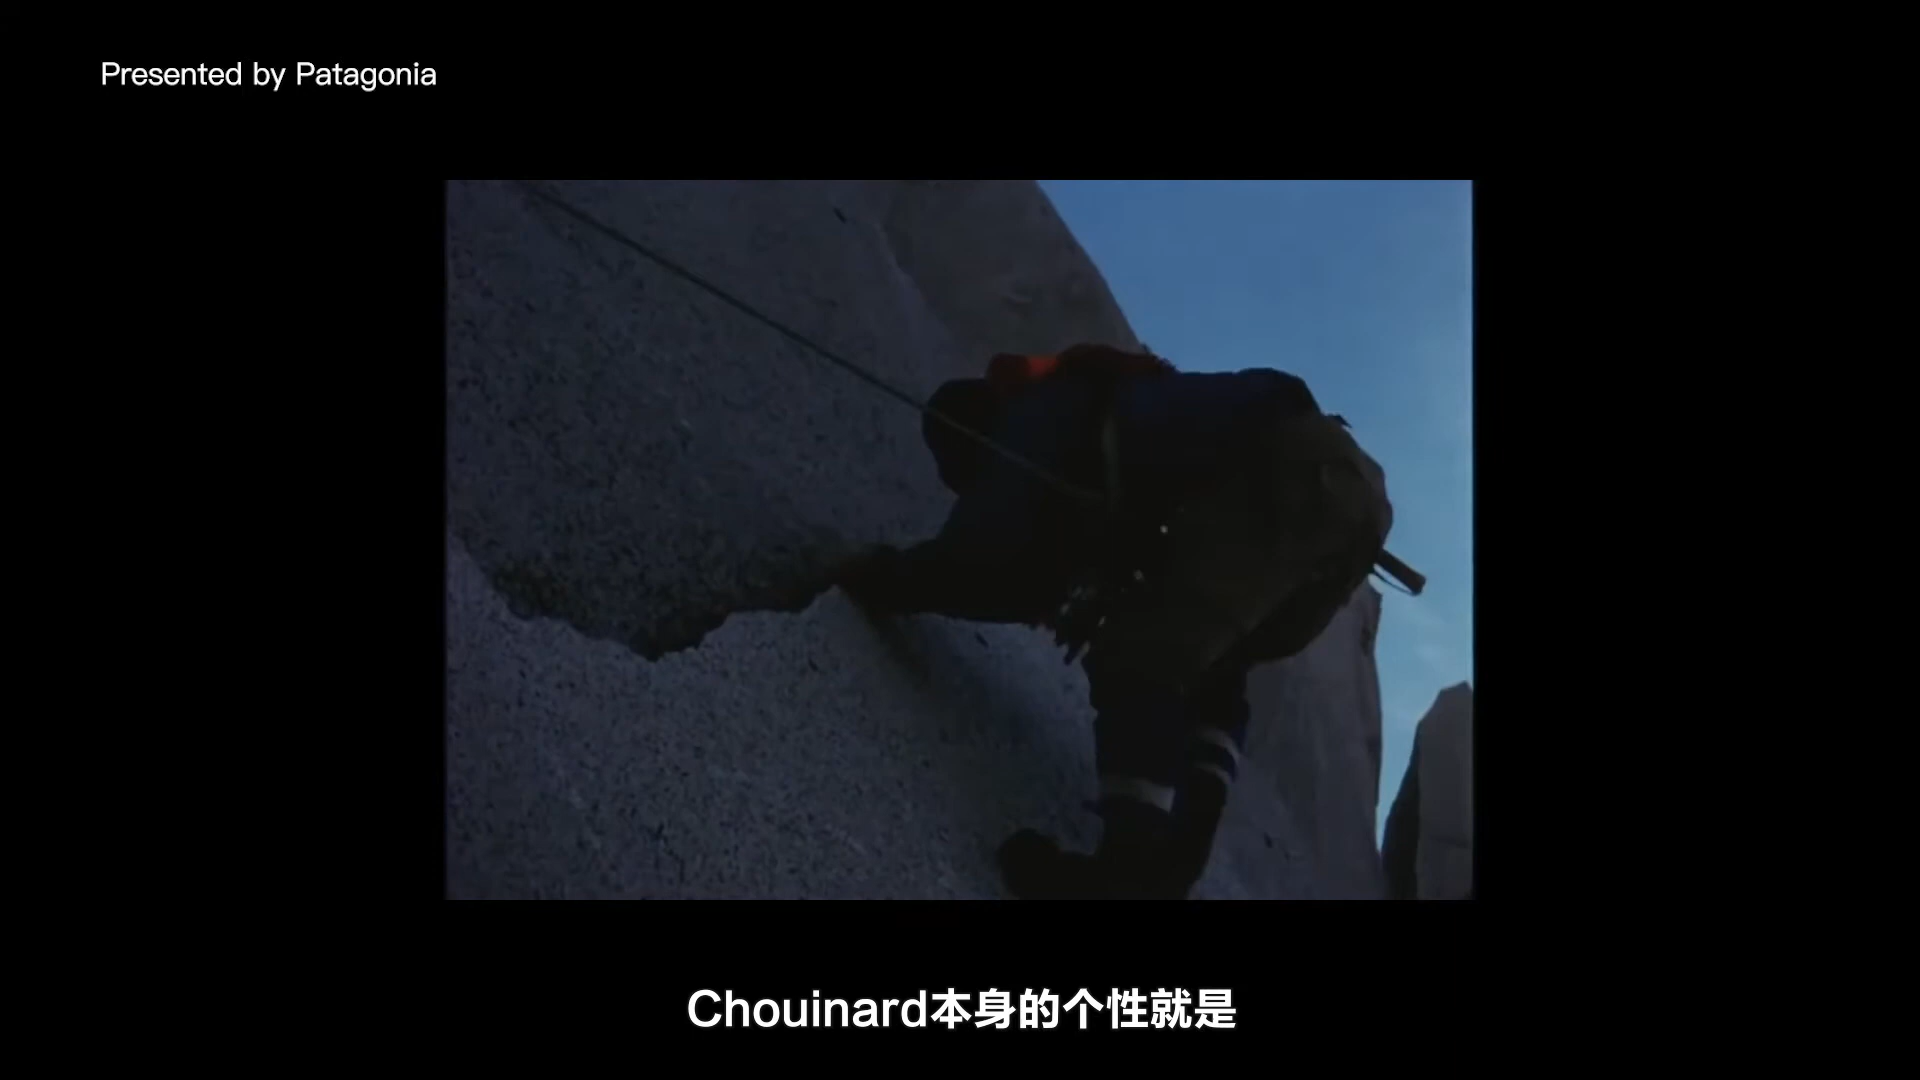 Presented by Patagonia
Chouinard本身的个性就是